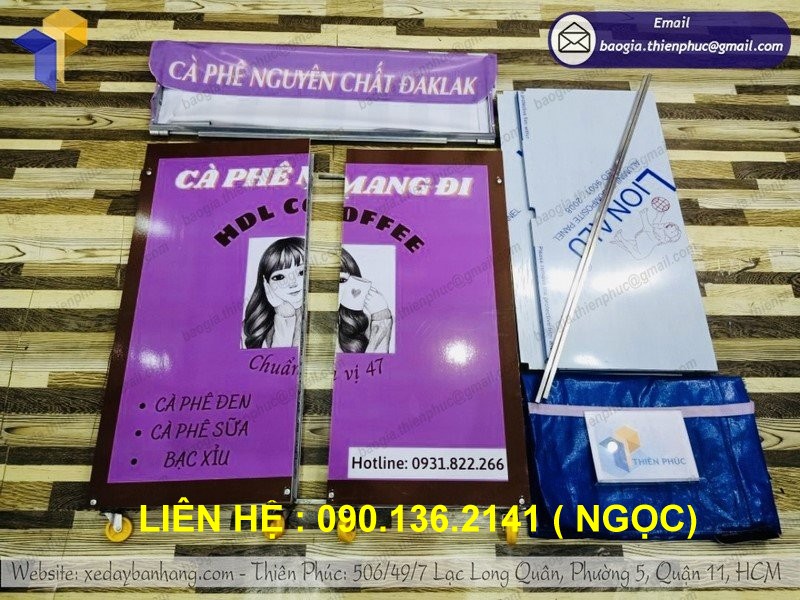 Email
baogia.thienphuc@gmail.com
CÀ PHÊ NGUYÊN CHẤT ĐAKLAK
CÀ PHÊ M MANG ĐI
HDL CO COFFEE
Chuẩn vị 47
• CÀ PHÊ ĐEN
• CÀ PHÊ SỮA
• BẠC XỈU
Hotline: 0931.822.266
LION
THIÊN PHÚC
LIÊN HỆ : 090.136.2141 ( NGỌC)
Website: xedaybanhang.com - Thiên Phúc: 506/49/7 Lạc Long Quân, Phường 5, Quận 11, HCM